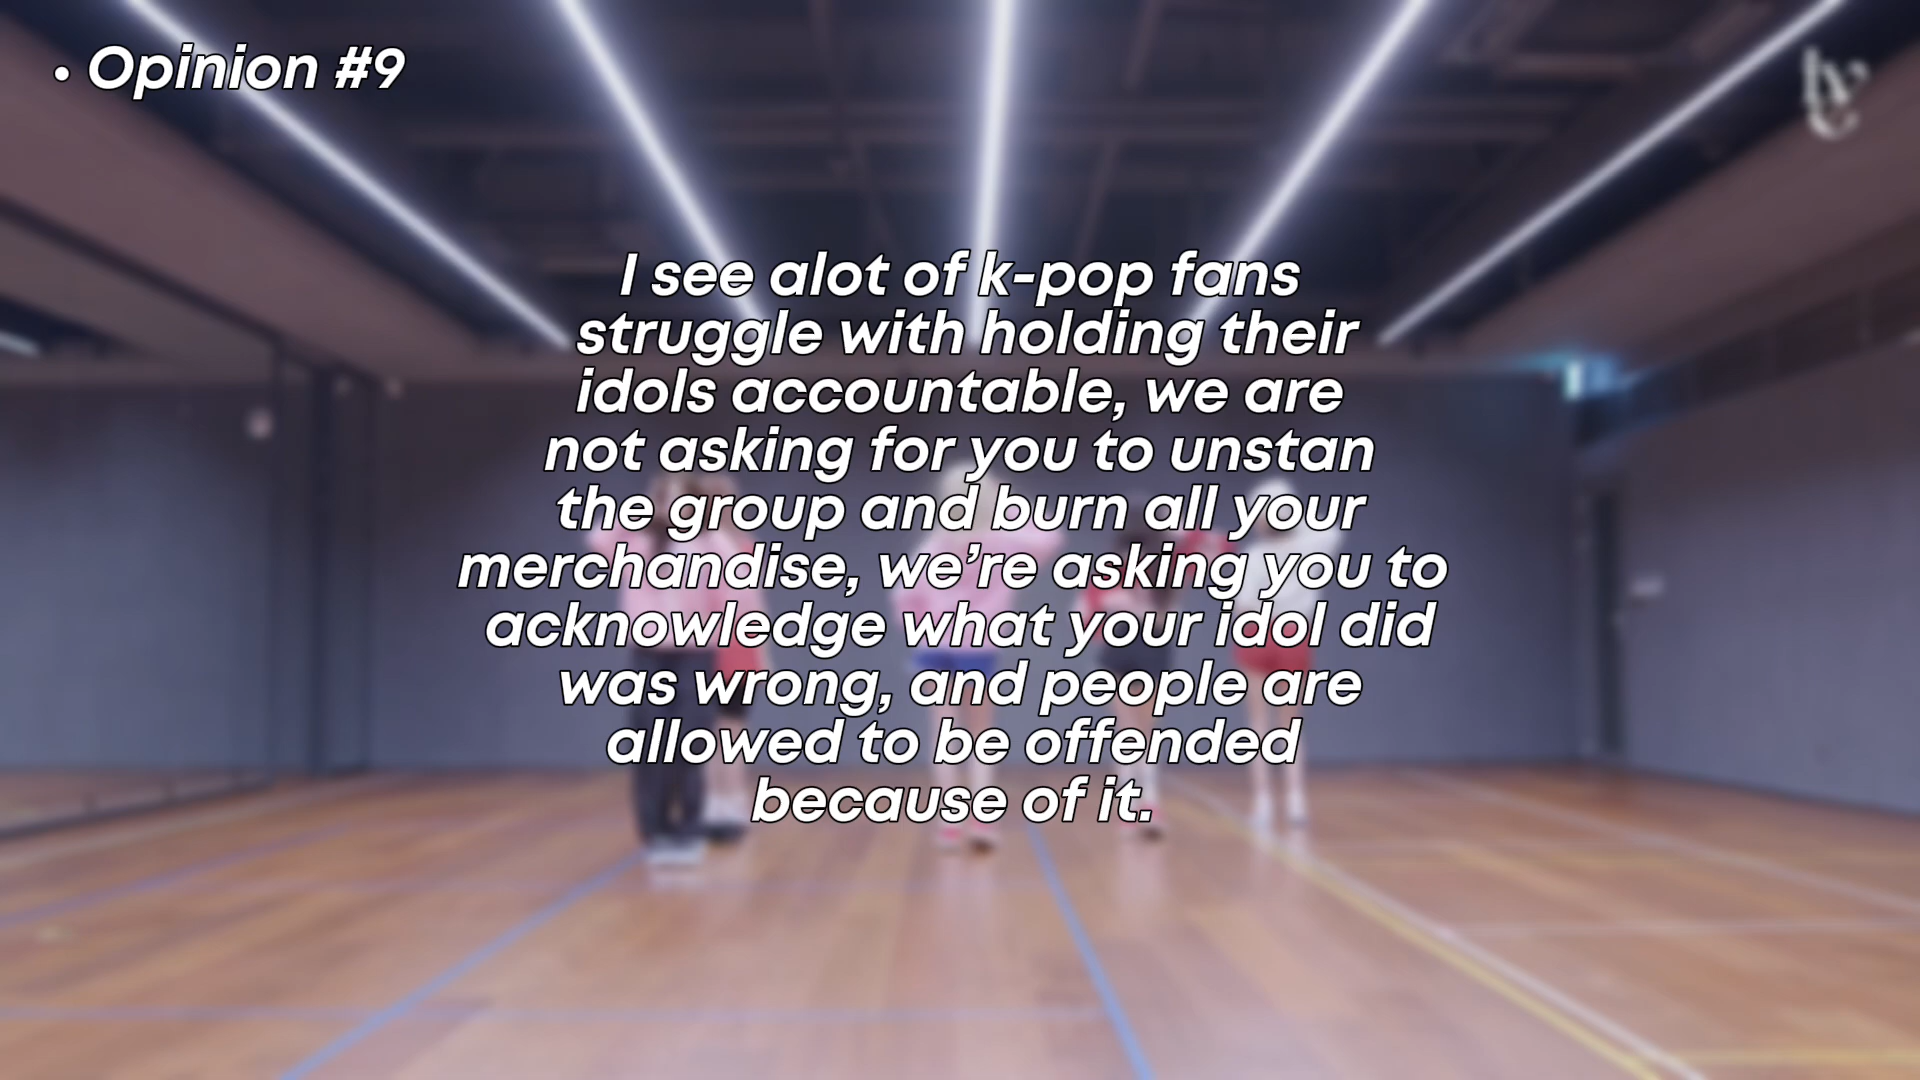 • Opinion #9
I see alot of k-pop fans
struggle with holding their
idols accountable, we are
not asking for you to unstan
the group and burn all your
merchandise, we’re asking you to
acknowledge what your idol did
was wrong, and people are
allowed to be offended
because of it.